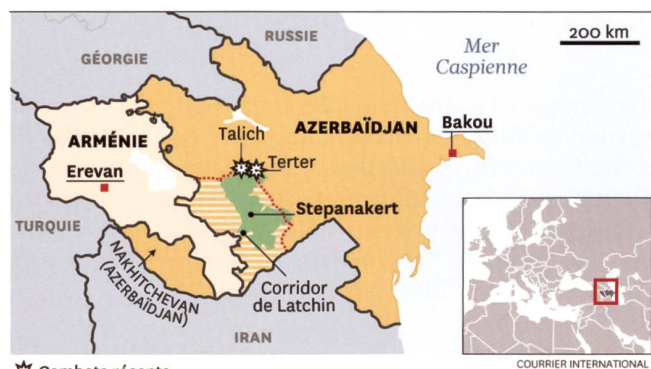 RUSSIE
200 km
Mer
Caspienne
GÉORGIE
Talich
AZERBAÏDJAN
Bakou
ARMÉNIE
Terter
Erevan
Stepanakert
TURQUIE
NAKHITCHEVAN
(AZERBAÏDJAN)
Corridor
de Latchin
IRAN
COURRIER INTERNATIONAL
Combats récents